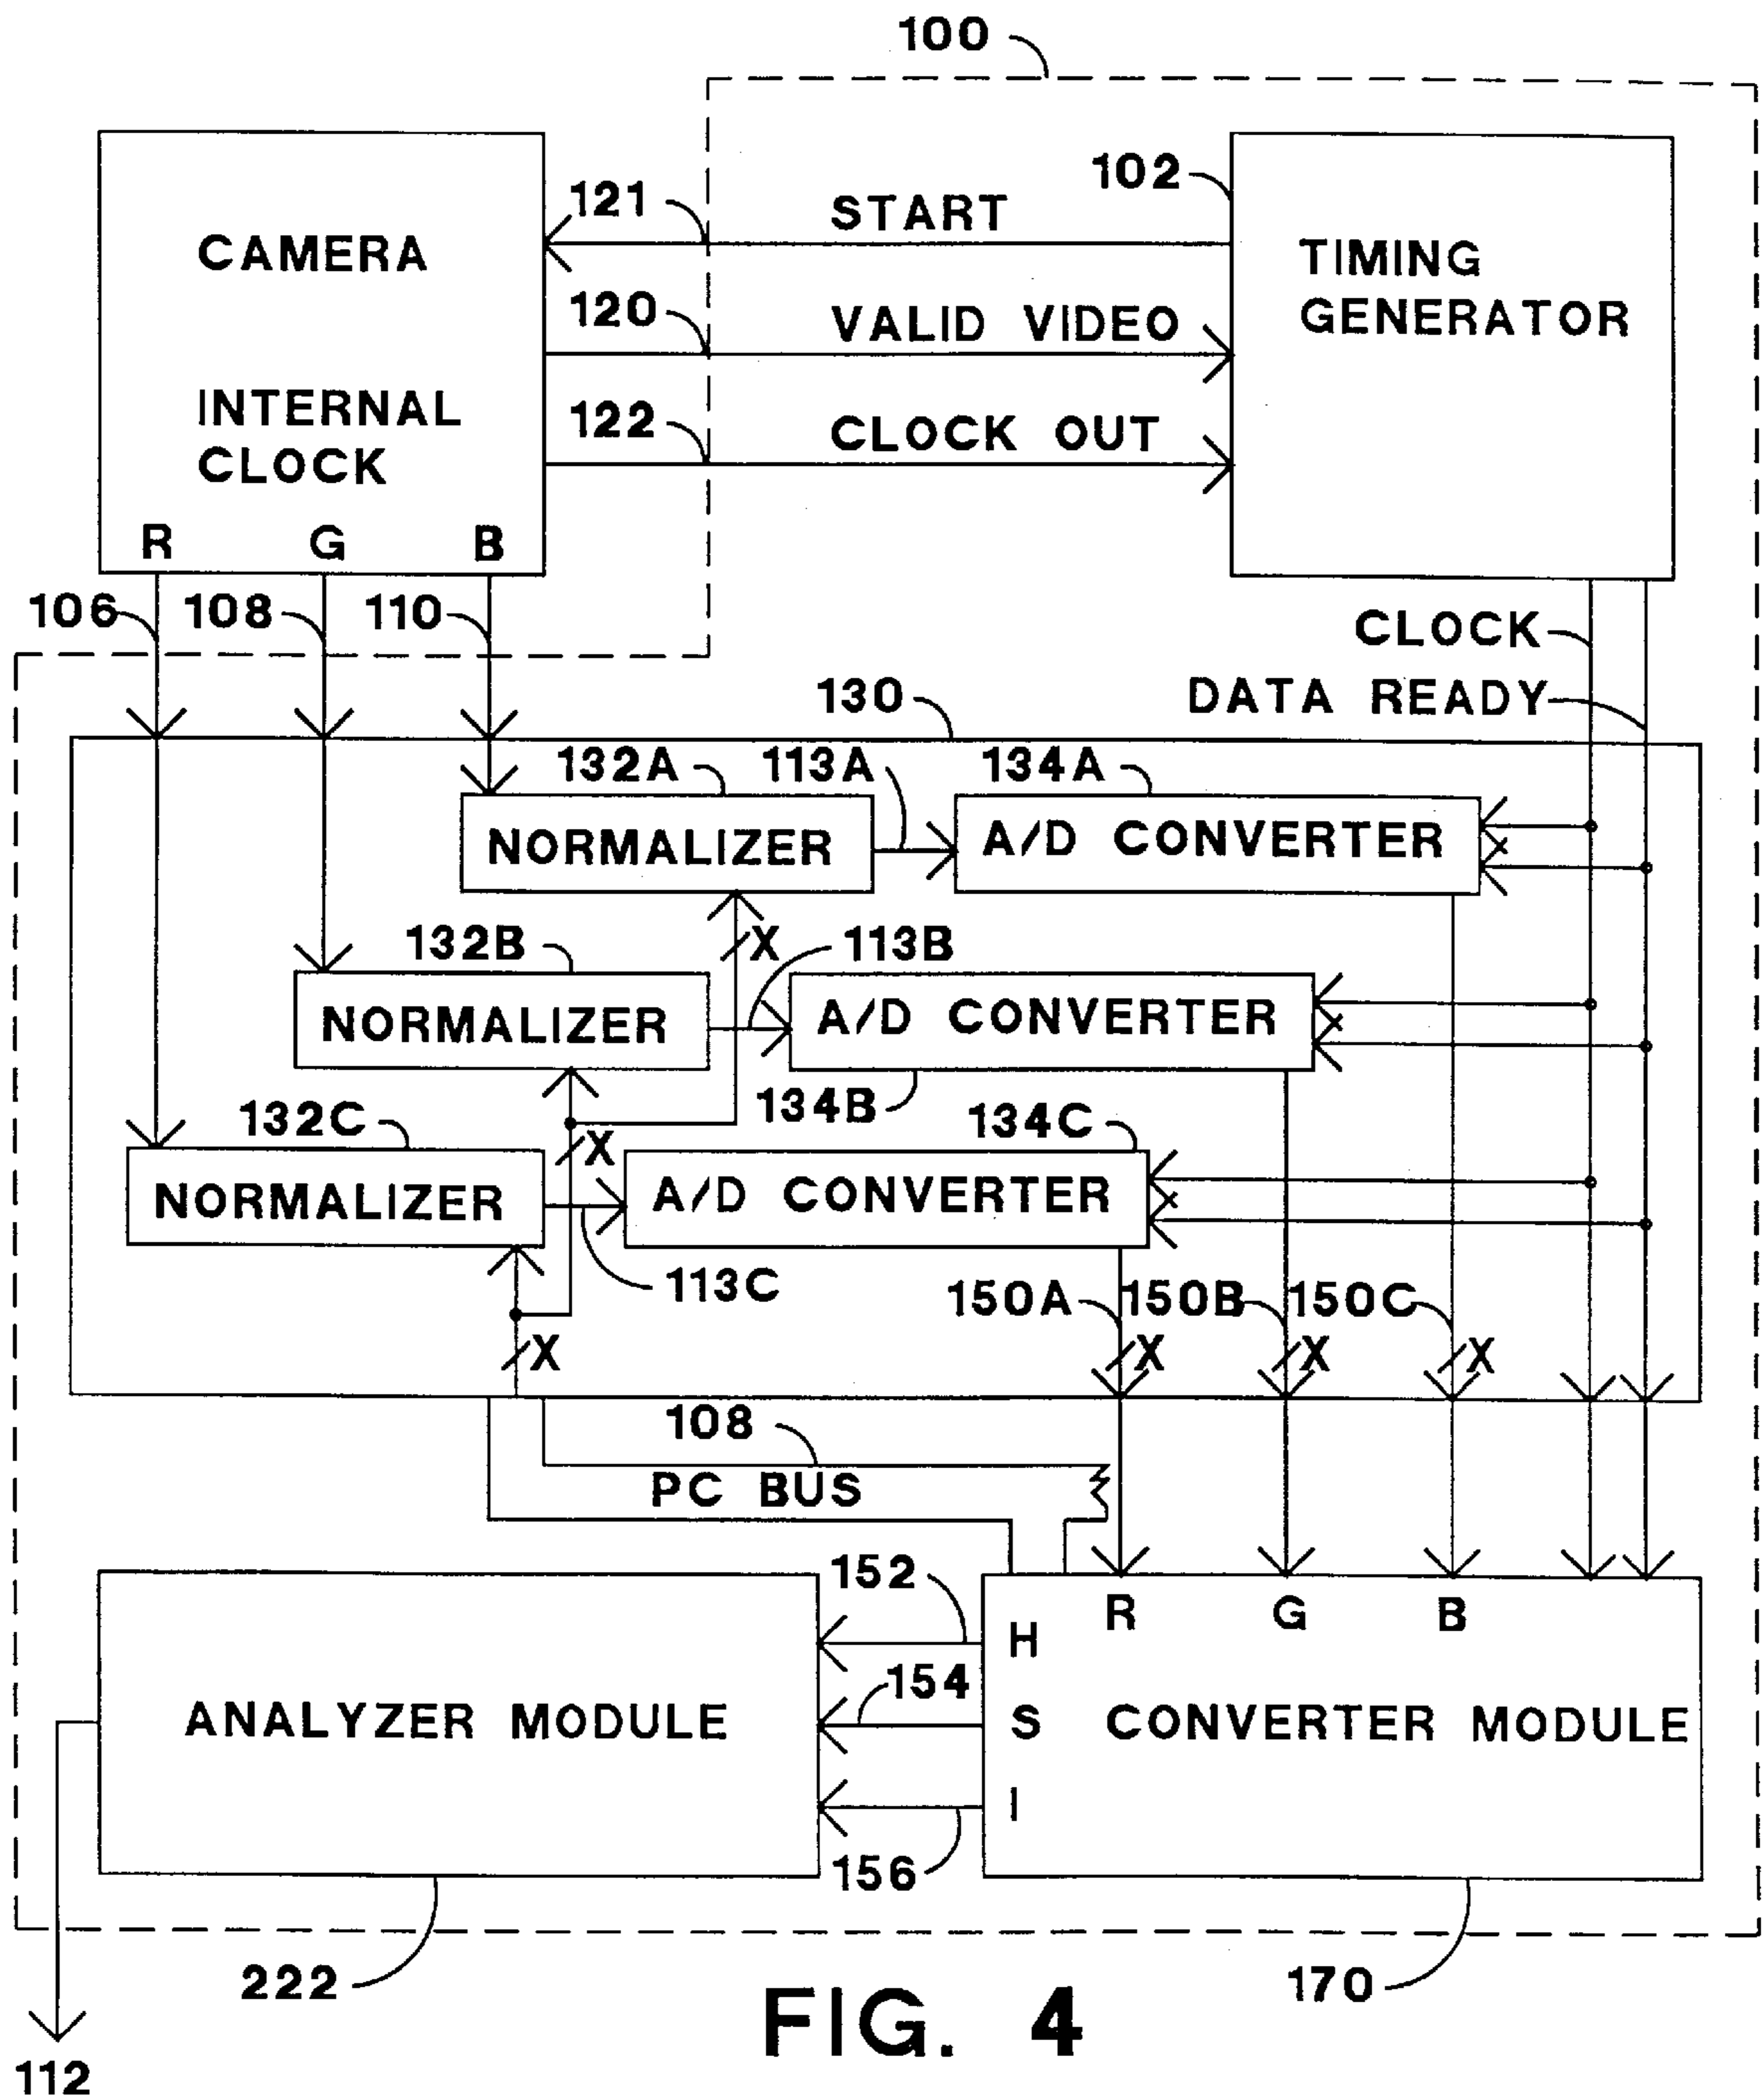 100
102
121
START
CAMERA
TIMING
GENERATOR
120
VALID VIDEO
INTERNAL
CLOCK
122
CLOCK OUT
R G B
106
108
110
CLOCK
DATA READY
130
132A
113A
134A
NORMALIZER
A/D CONVERTER
132B
X
113B
NORMALIZER
A/D CONVERTER
134B
132C
X
134C
NORMALIZER
A/D CONVERTER
113C
150A
150B
150C
X
X
X
X
108
PC BUS
152
R G B
H
154
ANALYZER MODULE
S
CONVERTER MODULE
I
156
222
170
FIG. 4
112